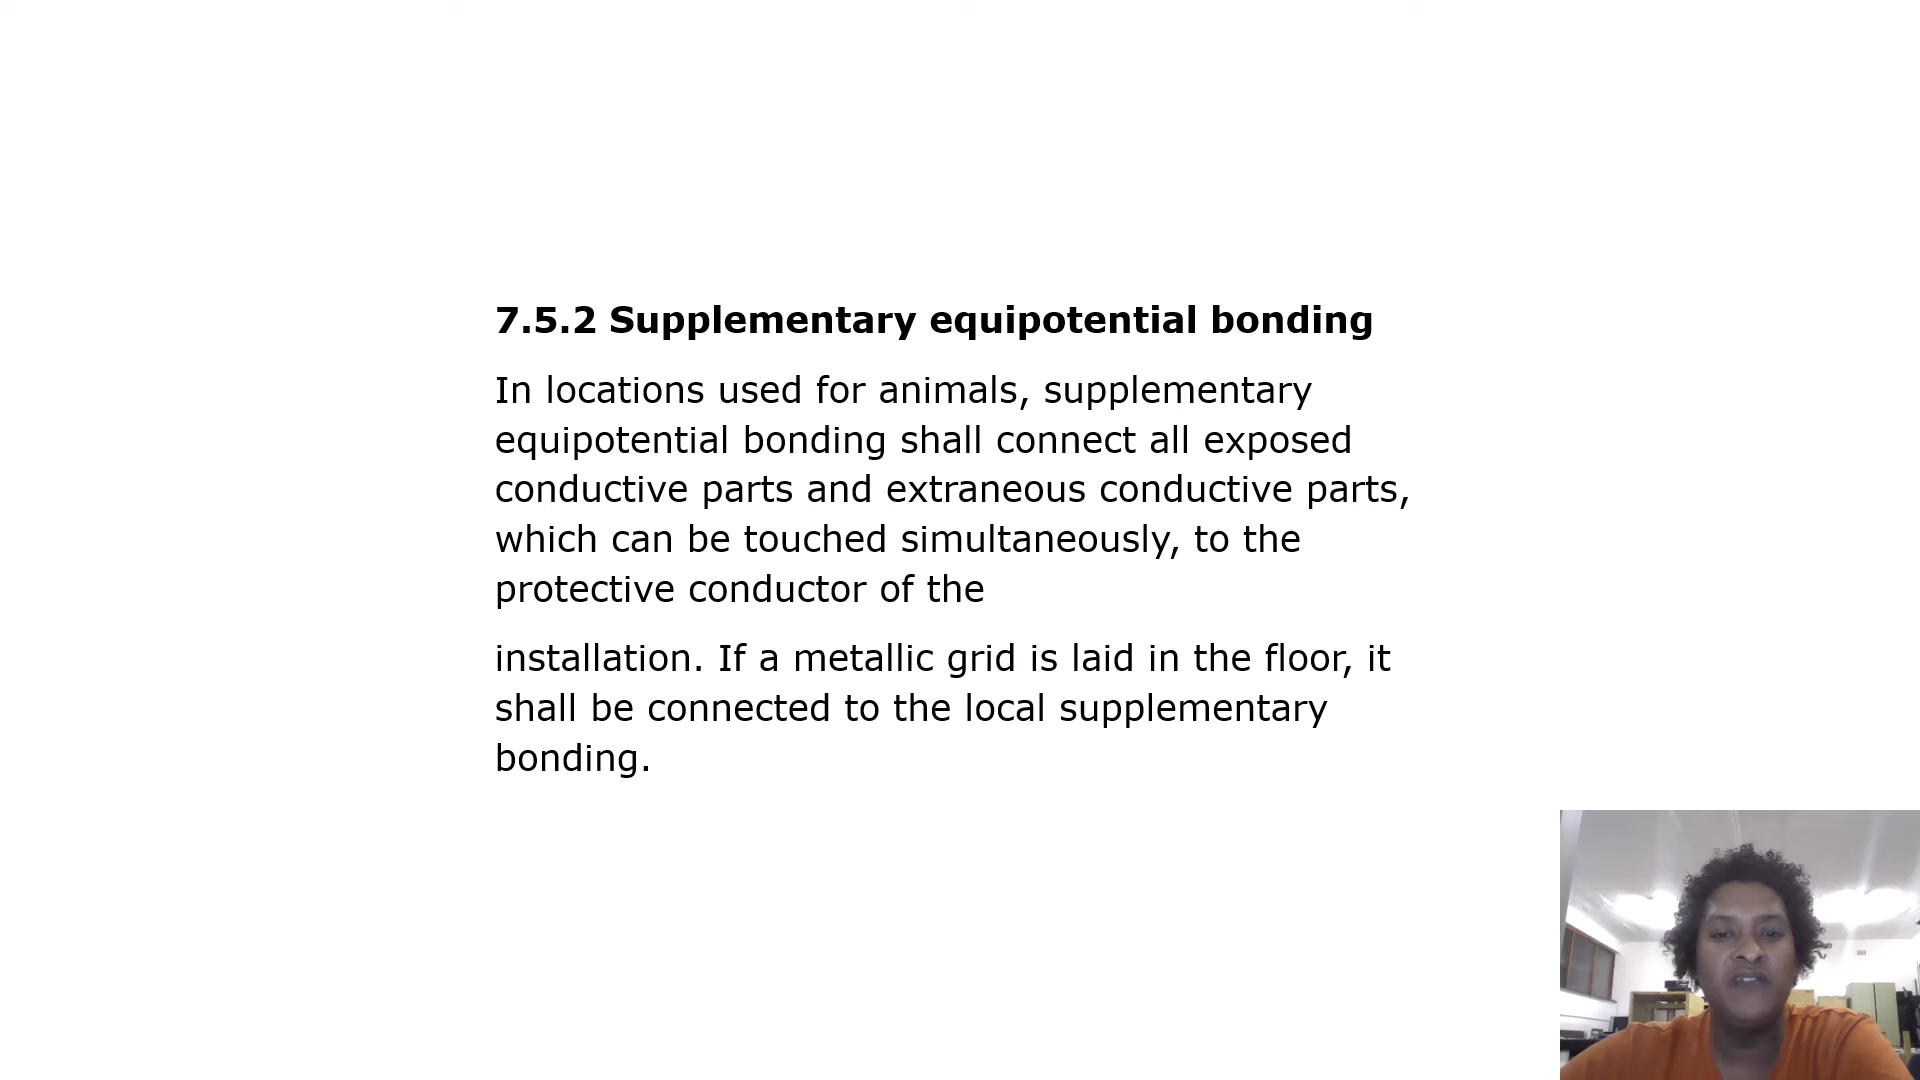 7.5.2 Supplementary equipotential bonding
In locations used for animals, supplementary
equipotential bonding shall connect all exposed
conductive parts and extraneous conductive parts,
which can be touched simultaneously, to the
protective conductor of the
installation. If a metallic grid is laid in the floor, it
shall be connected to the local supplementary
bonding.